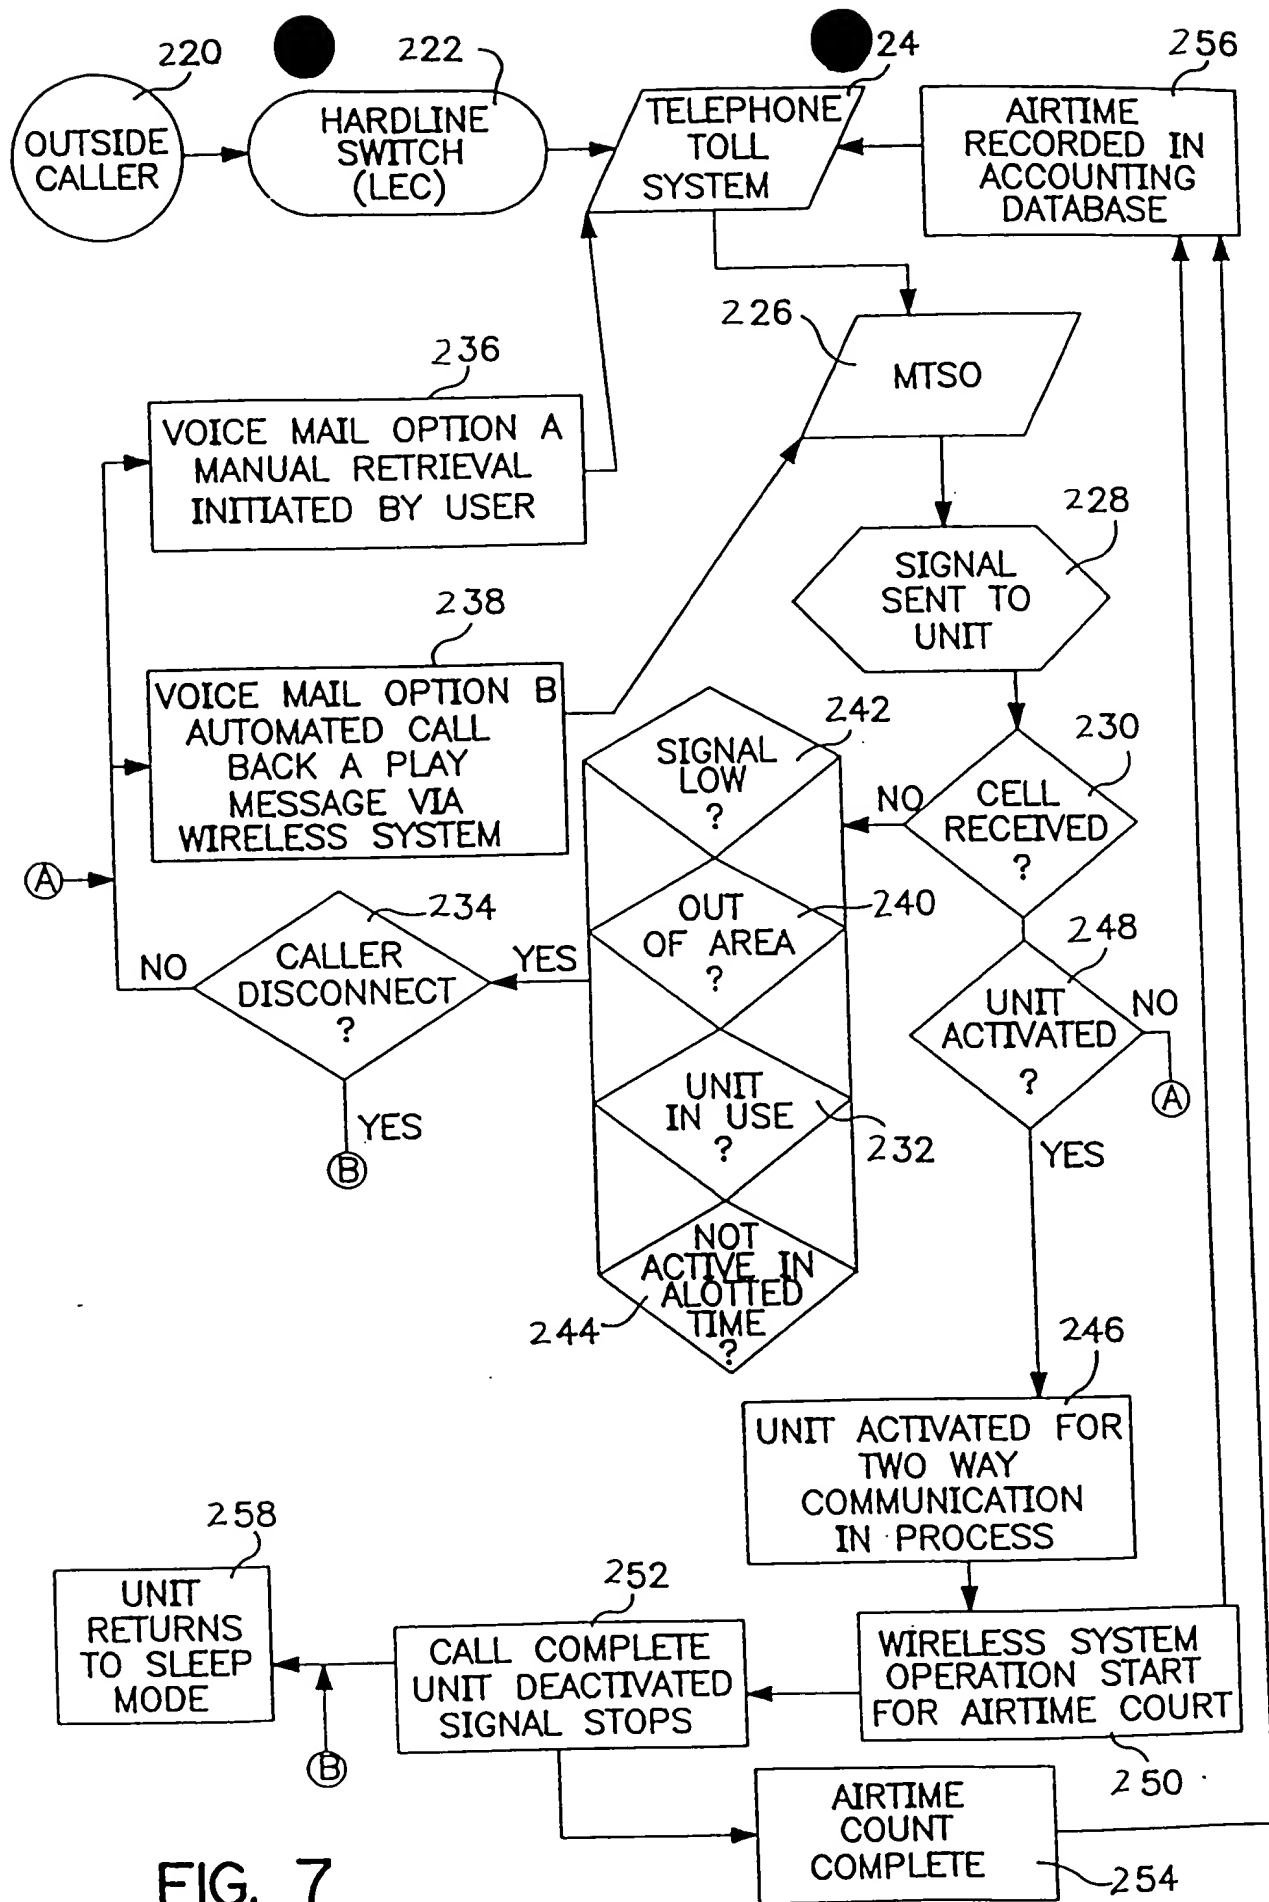 220
222
24
256
OUTSIDE
CALLER
HARDLINE
SWITCH
(LEC)
TELEPHONE
TOLL
SYSTEM
AIRTIME
RECORDED IN
ACCOUNTING
DATABASE
226
MTSO
236
VOICE MAIL OPTION A
MANUAL RETRIEVAL
INITIATED BY USER
228
SIGNAL
SENT TO
UNIT
238
VOICE MAIL OPTION B
AUTOMATED CALL
BACK A PLAY
MESSAGE VIA
WIRELESS SYSTEM
242
SIGNAL
LOW
?
230
NO
CELL
RECEIVED
?
A
234
CALLER
DISCONNECT
?
NO
YES
YES
B
240
OUT
OF AREA
?
248
UNIT
ACTIVATED
?
NO
A
YES
UNIT
IN USE
?
232
NOT
ACTIVE IN
ALOTTED
TIME
?
244
246
UNIT ACTIVATED FOR
TWO WAY
COMMUNICATION
IN PROCESS
258
UNIT
RETURNS
TO SLEEP
MODE
252
CALL COMPLETE
UNIT DEACTIVATED
SIGNAL STOPS
WIRELESS SYSTEM
OPERATION START
FOR AIRTIME COURT
250
B
AIRTIME
COUNT
COMPLETE
254
FIG. 7